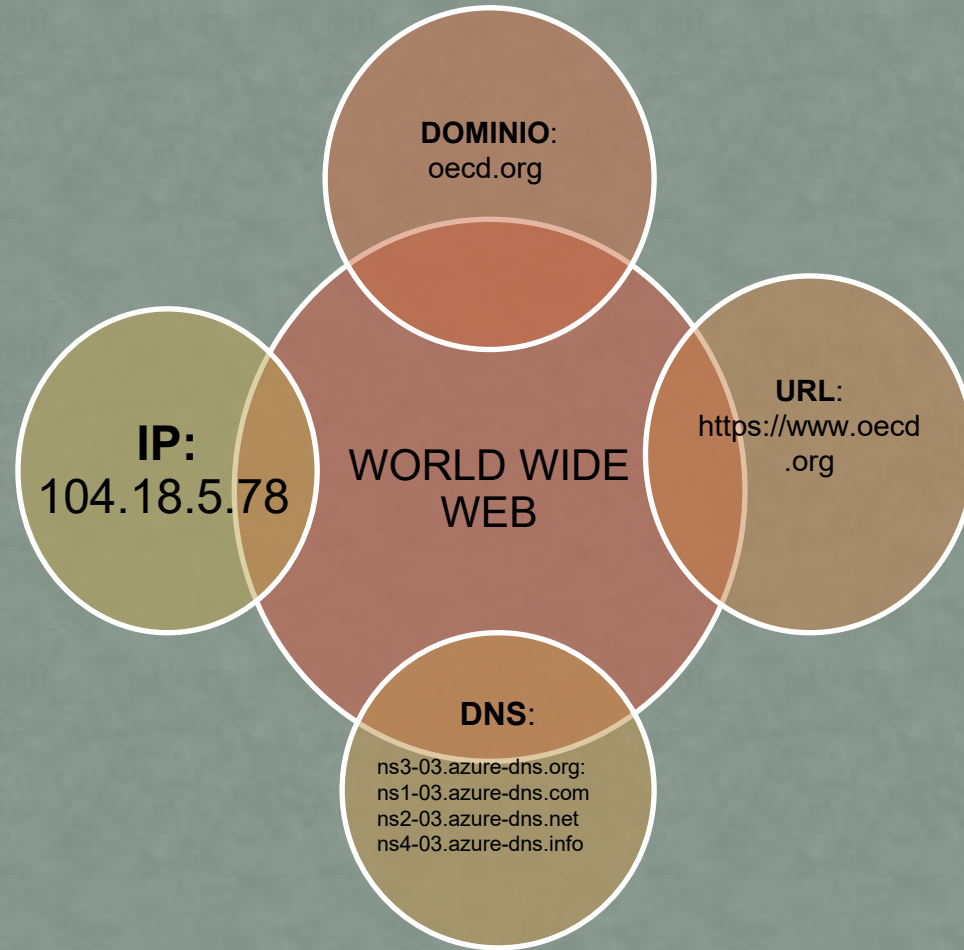 DOMINIO:
oecd.org
URL:
https://www.oecd
.org
IP:
104.18.5.78
WORLD WIDE
WEB
DNS:
ns3-03.azure-dns.org:
ns1-03.azure-dns.com
ns2-03.azure-dns.net
ns4-03.azure-dns.info